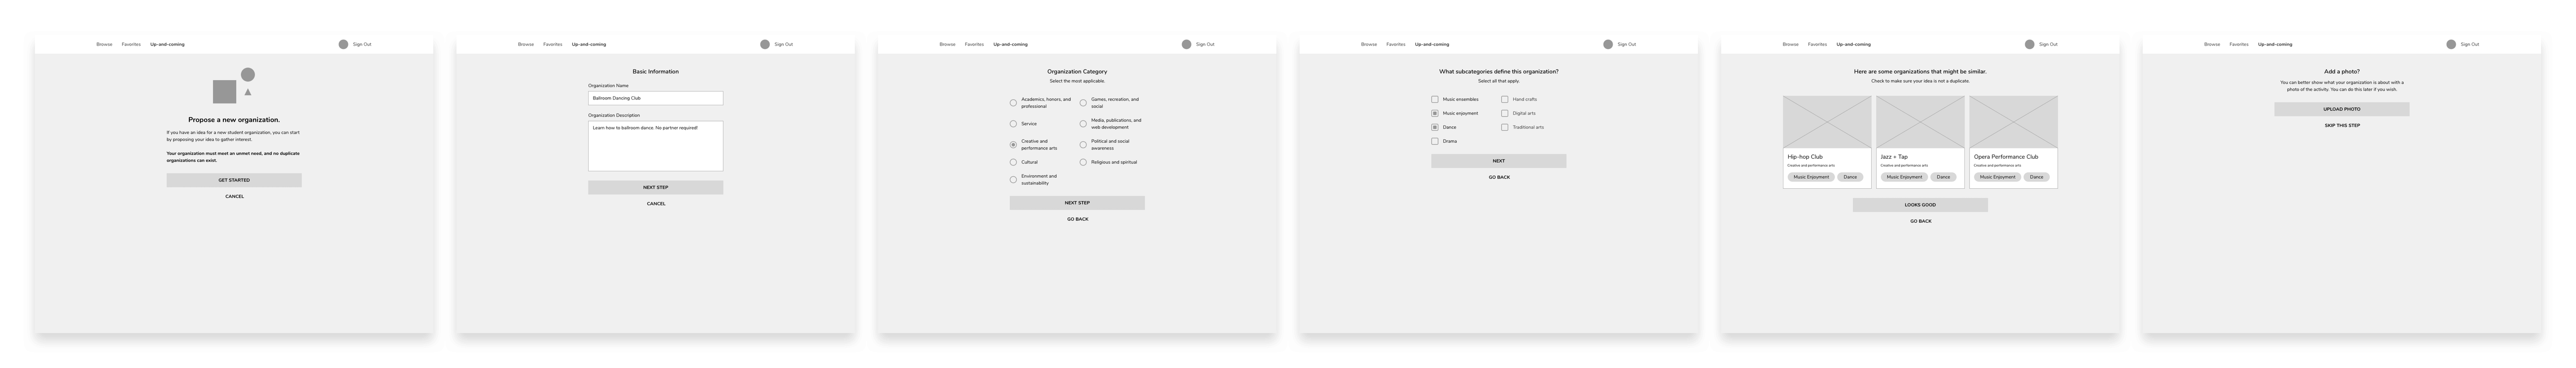 Browse Favorites Up-and-coming Sign Out
Propose a new organization.
If you have an idea for a new student organization, you can start
by proposing your idea to gather interest.
Your organization must meet an unmet need, and no duplicate
organizations can exist.
GET STARTED
CANCEL
Browse Favorites Up-and-coming Sign Out
Basic Information
Organization Name
Ballroom Dancing Club
Organization Description
Learn how to ballroom dance. No partner required!
NEXT STEP
CANCEL
Browse Favorites Up-and-coming Sign Out
Organization Category
Select the most applicable.
Academics, honors, and
professional
Games, recreation, and
social
Service
Media, publications, and
web development
Creative and
performance arts
Political and social
awareness
Cultural
Religious and spiritual
Environment and
sustainability
NEXT STEP
GO BACK
Browse Favorites Up-and-coming Sign Out
What subcategories define this organization?
Select all that apply.
Music ensembles
Hand crafts
Music enjoyment
Digital arts
Dance
Traditional arts
Drama
NEXT
GO BACK
Browse Favorites Up-and-coming Sign Out
Here are some organizations that might be similar.
Check to make sure your idea is not a duplicate.
Hip-hop Club
Creative and performance arts
Music Enjoyment Dance
Jazz + Tap
Creative and performance arts
Music Enjoyment Dance
Opera Performance Club
Creative and performance arts
Music Enjoyment Dance
LOOKS GOOD
GO BACK
Browse Favorites Up-and-coming Sign Out
Add a photo?
You can better show what your organization is about with a
photo of the activity. You can do this later if you wish.
UPLOAD PHOTO
SKIP THIS STEP